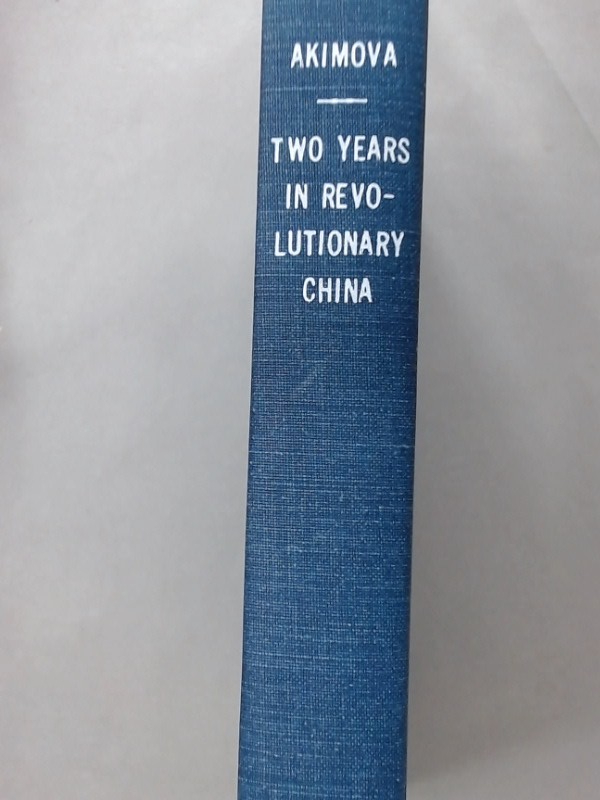 AKIMOVA
TWO YEARS
IN REVO-
LUTIONARY
CHINA